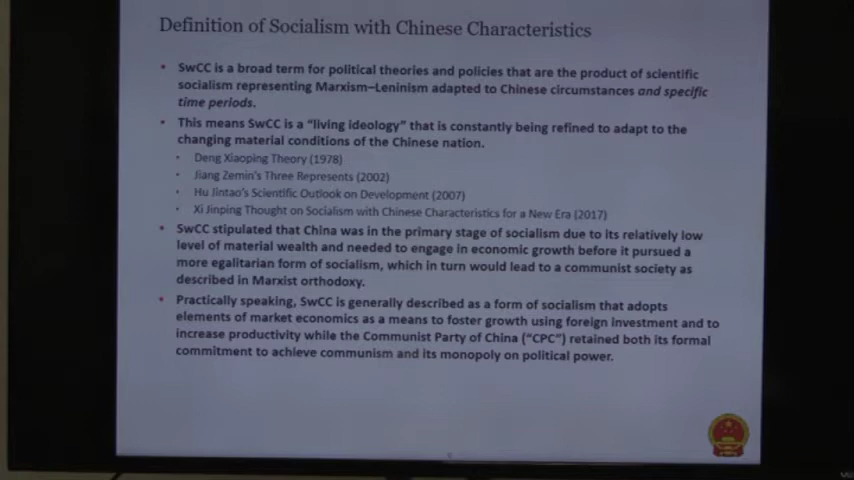 Definition of Socialism with Chinese Characteristics
• SwCC is a broad term for political theories and policies that are the product of scientific
socialism representing Marxism–Leninism adapted to Chinese circumstances and specific
time periods.
• This means SwCC is a “living ideology” that is constantly being refined to adapt to the
changing material conditions of the Chinese nation.
• Deng Xiaoping Theory (1978)
• Jiang Zemin's Three Represents (2002)
• Hu Jintao's Scientific Outlook on Development (2007)
• Xi Jinping Thought on Socialism with Chinese Characteristics for a New Era (2017)
• SwCC stipulated that China was in the primary stage of socialism due to its relatively low
level of material wealth and needed to engage in economic growth before it pursued a
more egalitarian form of socialism, which in turn would lead to a communist society as
described in Marxist orthodoxy.
• Practically speaking, SwCC is generally described as a form of socialism that adopts
elements of market economics as a means to foster growth using foreign investment and to
increase productivity while the Communist Party of China (“CPC”) retained both its formal
commitment to achieve communism and its monopoly on political power.